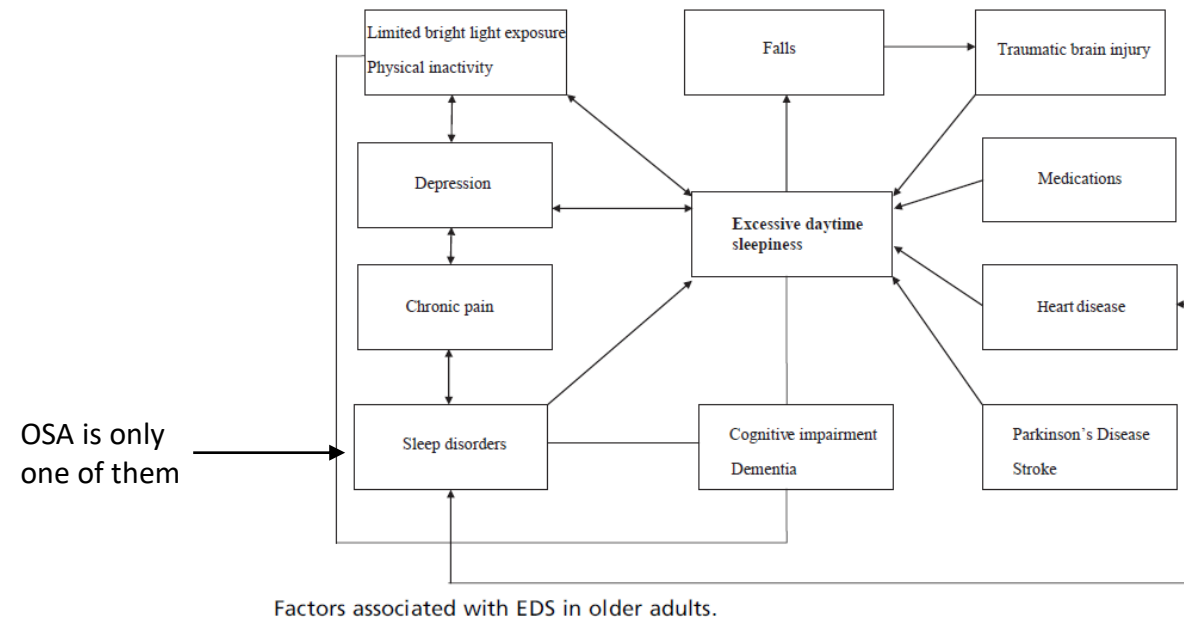 Limited bright light exposure
Physical inactivity
Falls
Traumatic brain injury
Depression
Medications
Excessive daytime
sleepiness
Chronic pain
Heart disease
OSA is only
one of them
Sleep disorders
Cognitive impairment
Dementia
Parkinson’s Disease
Stroke
Factors associated with EDS in older adults.